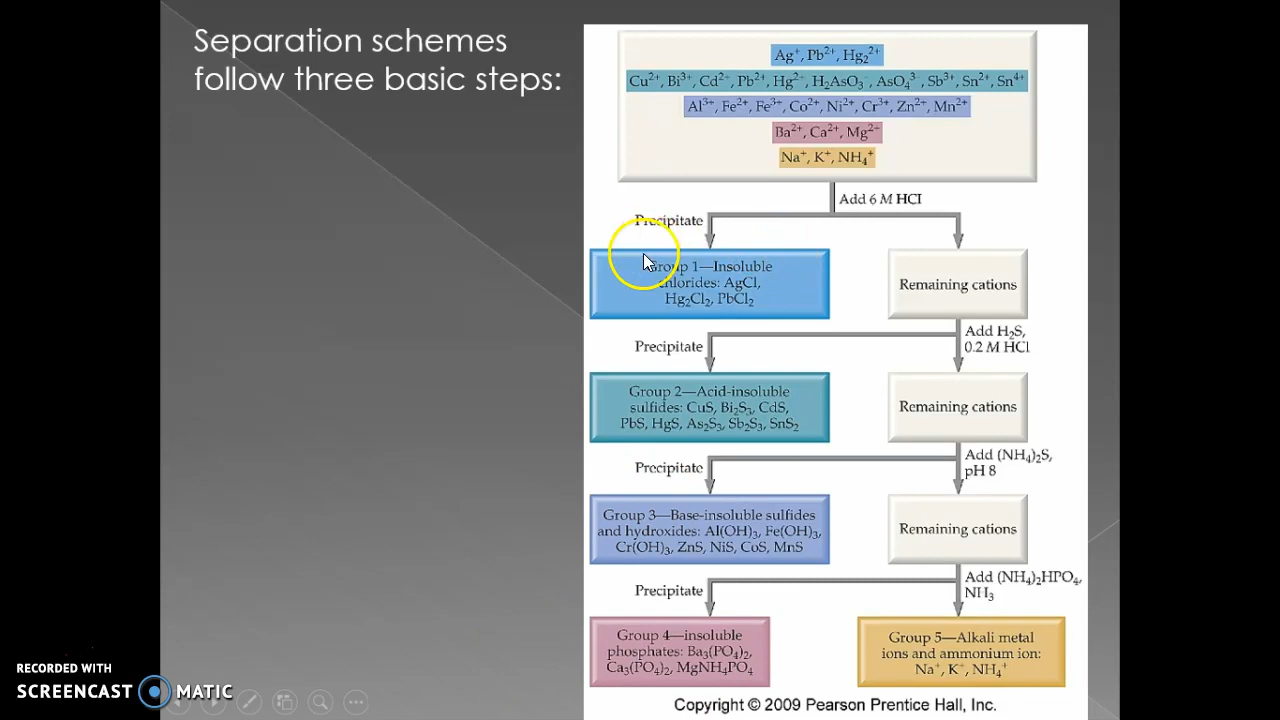 Separation schemes
follow three basic steps:
Ag⁺, Pb²⁺, Hg₂²⁺
Cu²⁺, Bi³⁺, Cd²⁺, Pb²⁺, Hg²⁺, H₂AsO₃⁻, AsO₄³⁻, Sb³⁺, Sn²⁺, Sn⁴⁺
Al³⁺, Fe²⁺, Fe³⁺, Co²⁺, Ni²⁺, Cr³⁺, Zn²⁺, Mn²⁺
Ba²⁺, Ca²⁺, Mg²⁺
Na⁺, K⁺, NH₄⁺
Add 6 M HCl
Precipitate
Group 1—Insoluble
chlorides: AgCl,
Hg₂Cl₂, PbCl₂
Remaining cations
Add H₂S,
0.2 M HCl
Precipitate
Group 2—Acid-insoluble
sulfides: CuS, Bi₂S₃, CdS,
PbS, HgS, As₂S₃, Sb₂S₃, SnS₂
Remaining cations
Add (NH₄)₂S,
pH 8
Precipitate
Group 3—Base-insoluble sulfides
and hydroxides: Al(OH)₃, Fe(OH)₃,
Cr(OH)₃, ZnS, NiS, CoS, MnS
Remaining cations
Add (NH₄)₂HPO₄,
NH₃
Precipitate
Group 4—insoluble
phosphates: Ba₃(PO₄)₂,
Ca₃(PO₄)₂, MgNH₄PO₄
Group 5—Alkali metal
ions and ammonium ion:
Na⁺, K⁺, NH₄⁺
Copyright © 2009 Pearson Prentice Hall, Inc.
RECORDED WITH
SCREENCAST MATIC